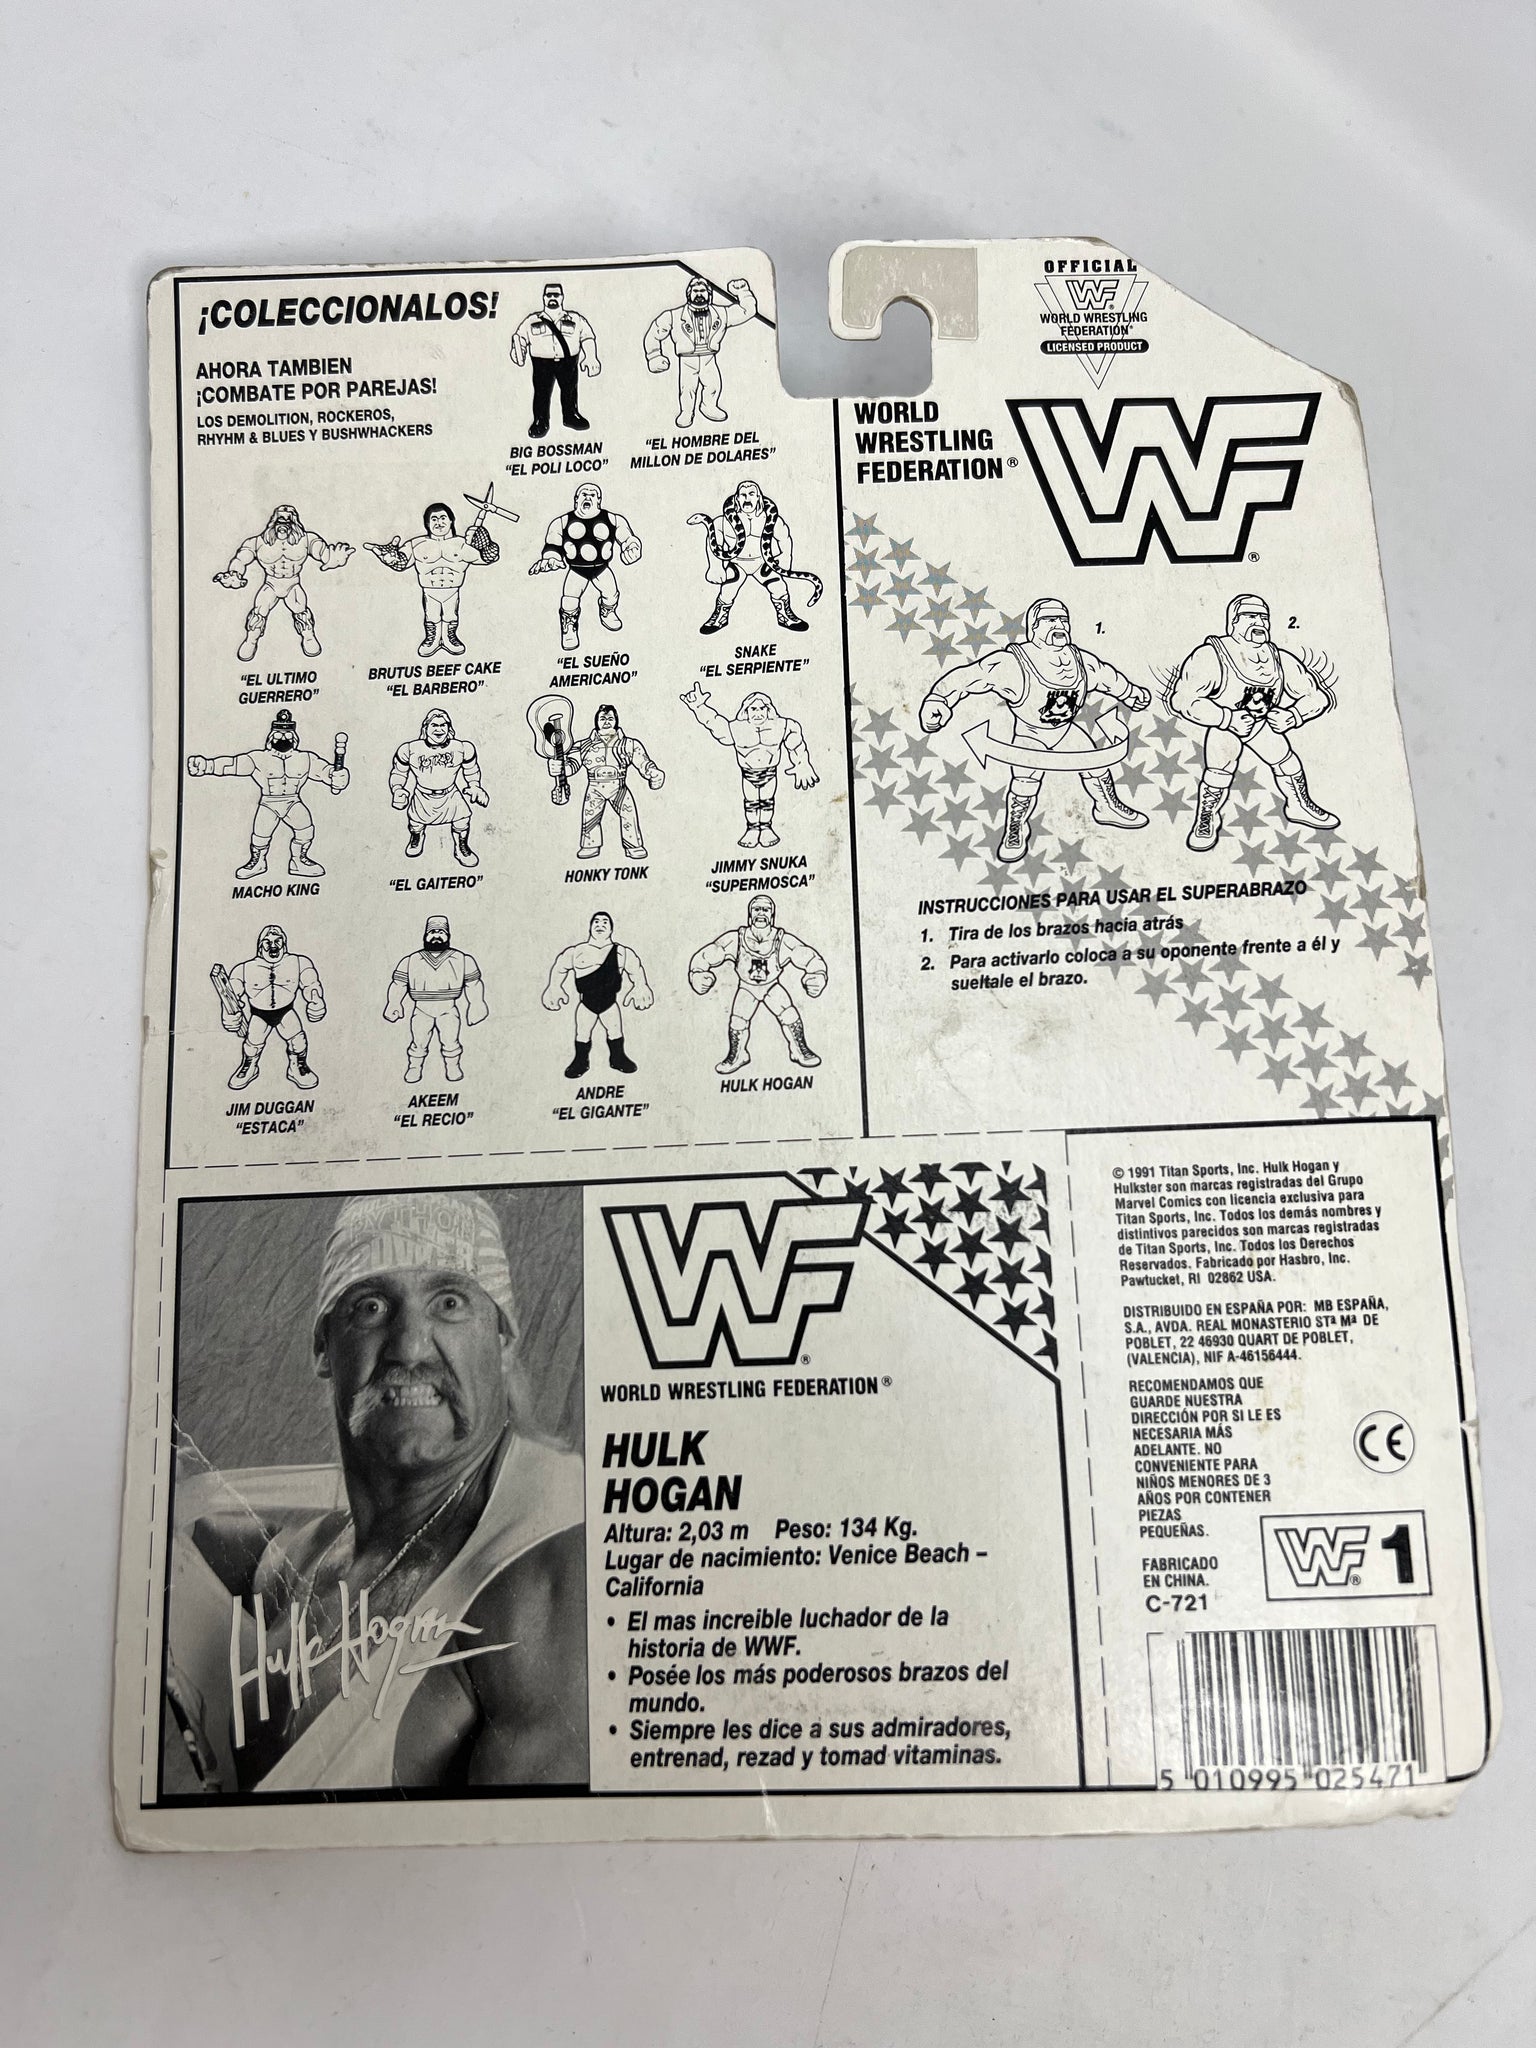 ¡COLECCIONALOS!
AHORA TAMBIEN
¡COMBATE POR PAREJAS!
LOS DEMOLITION, ROCKEROS,
RHYHM & BLUES Y BUSHWHACKERS
BIG BOSSMAN
"EL POLI LOCO"
"EL HOMBRE DEL
MILLON DE DOLARES"
"EL ULTIMO
GUERRERO"
BRUTUS BEEF CAKE
"EL BARBERO"
"EL SUEÑO
AMERICANO"
SNAKE
"EL SERPIENTE"
MACHO KING
"EL GAITERO"
HONKY TONK
JIMMY SNUKA
"SUPERMOSCA"
JIM DUGGAN
"ESTACA"
AKEEM
"EL RECIO"
ANDRE
"EL GIGANTE"
HULK HOGAN
OFFICIAL
WF®
WORLD WRESTLING
FEDERATION®
LICENSED PRODUCT
WORLD
WRESTLING
FEDERATION®
WF®
1.
2.
INSTRUCCIONES PARA USAR EL SUPERABRAZO
1. Tira de los brazos hacia atrás
2. Para activarlo coloca a su oponente frente a él y
sueltale el brazo.
Hulk Hogan
WF®
WORLD WRESTLING FEDERATION®
HULK
HOGAN
Altura: 2,03 m Peso: 134 Kg.
Lugar de nacimiento: Venice Beach –
California
• El mas increible luchador de la
historia de WWF.
• Posée los más poderosos brazos del
mundo.
• Siempre les dice a sus admiradores,
entrenad, rezad y tomad vitaminas.
© 1991 Titan Sports, Inc. Hulk Hogan y
Hulkster son marcas registradas del Grupo
Marvel Comics con licencia exclusiva para
Titan Sports, Inc. Todos los demás nombres y
distintivos parecidos son marcas registradas
de Titan Sports, Inc. Todos los Derechos
Reservados. Fabricado por Hasbro, Inc.
Pawtucket, RI 02862 USA.
DISTRIBUIDO EN ESPAÑA POR: MB ESPAÑA,
S.A., AVDA. REAL MONASTERIO STª Mª DE
POBLET, 22 46930 QUART DE POBLET,
(VALENCIA), NIF A-46156444.
RECOMENDAMOS QUE
GUARDE NUESTRA
DIRECCIÓN POR SI LE ES
NECESARIA MÁS
ADELANTE. NO
CONVENIENTE PARA
NIÑOS MENORES DE 3
AÑOS POR CONTENER
PIEZAS
PEQUEÑAS.
CE
FABRICADO
EN CHINA.
C-721
WF® 1
5 010995 025471